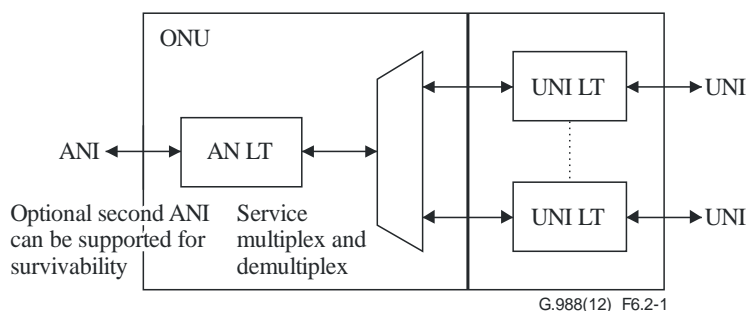 ONU
UNI LT
UNI
ANI
AN LT
Optional second ANI
can be supported for
survivability
Service
multiplex and
demultiplex
UNI LT
UNI
G.988(12) F6.2-1